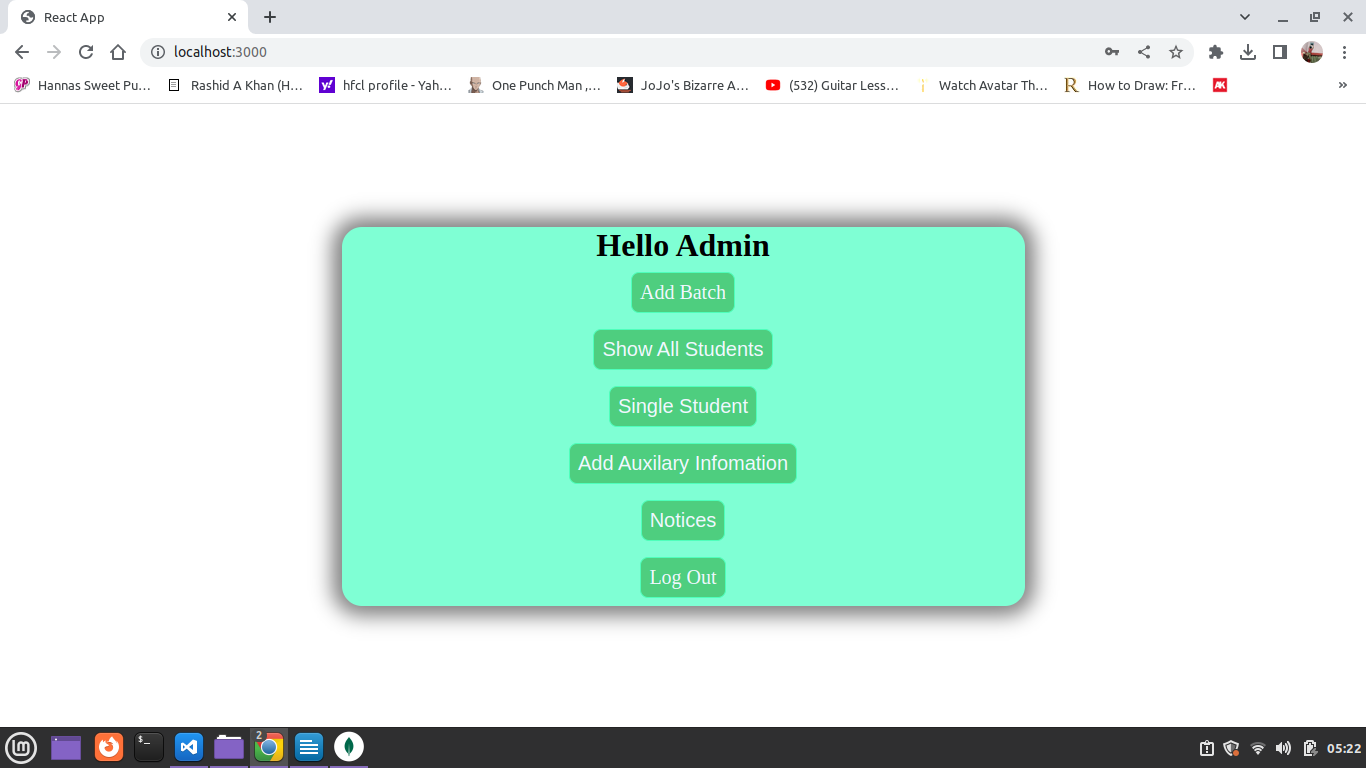 React App
localhost:3000
Hannas Sweet Pu...
Rashid A Khan (H...
hfcl profile - Yah...
One Punch Man ,...
JoJo's Bizarre A...
(532) Guitar Less...
Watch Avatar Th...
How to Draw: Fr...
Hello Admin
Add Batch
Show All Students
Single Student
Add Auxilary Infomation
Notices
Log Out
2
05:22